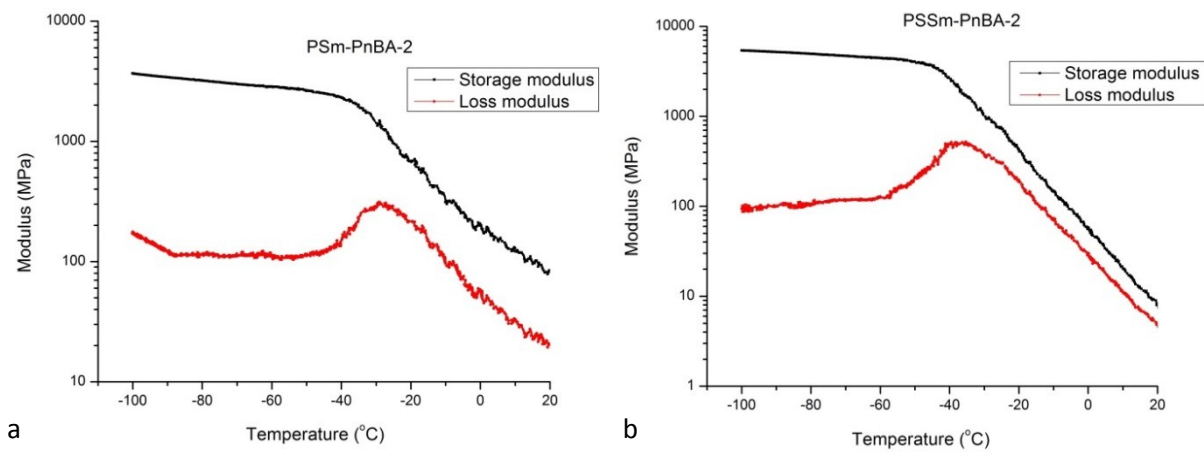 PSm-PnBA-2
Storage modulus
Loss modulus
10000
1000
100
10
Modulus (MPa)
-100
-80
-60
-40
-20
0
20
Temperature (°C)
a
PSSm-PnBA-2
Storage modulus
Loss modulus
10000
1000
100
10
1
Modulus (MPa)
-100
-80
-60
-40
-20
0
20
Temperature (°C)
b